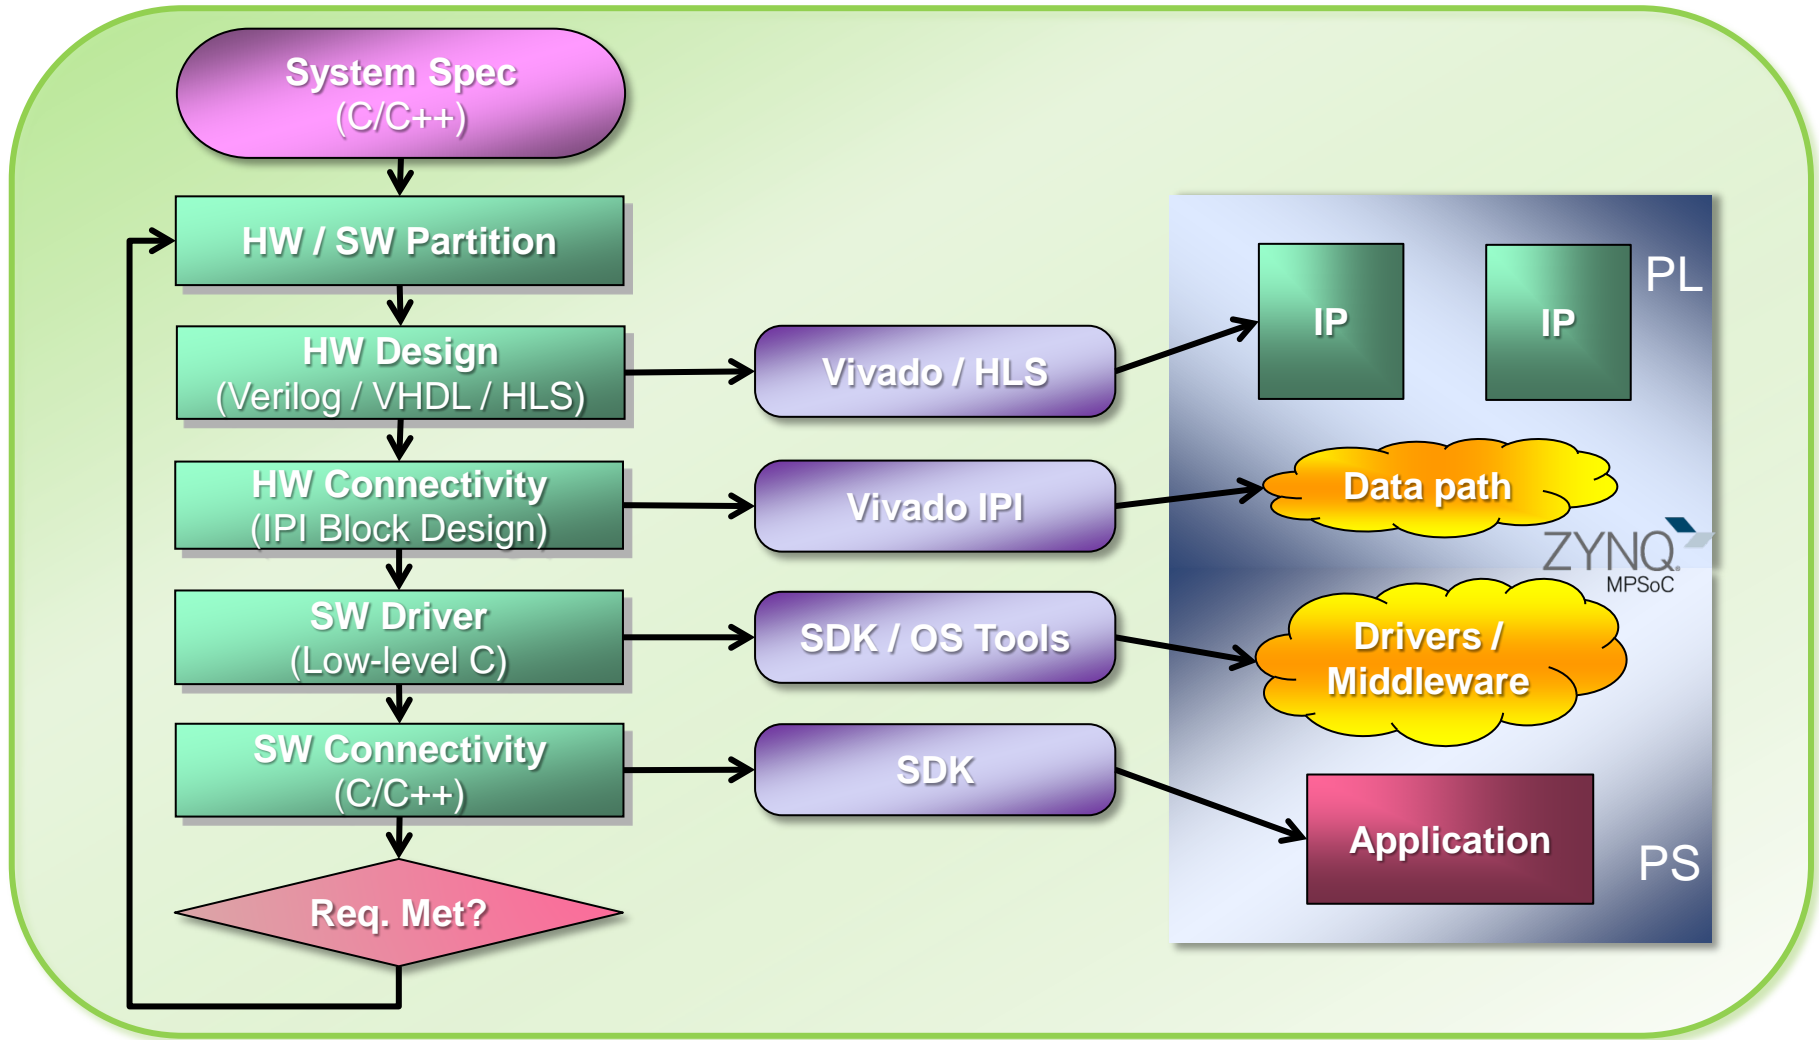 System Spec
(C/C++)
HW / SW Partition
HW Design
(Verilog / VHDL / HLS)
HW Connectivity
(IPI Block Design)
SW Driver
(Low-level C)
SW Connectivity
(C/C++)
Req. Met?
Vivado / HLS
Vivado IPI
SDK / OS Tools
SDK
PL
IP
IP
Data path
ZYNQ.
MPSoC
Drivers /
Middleware
Application
PS